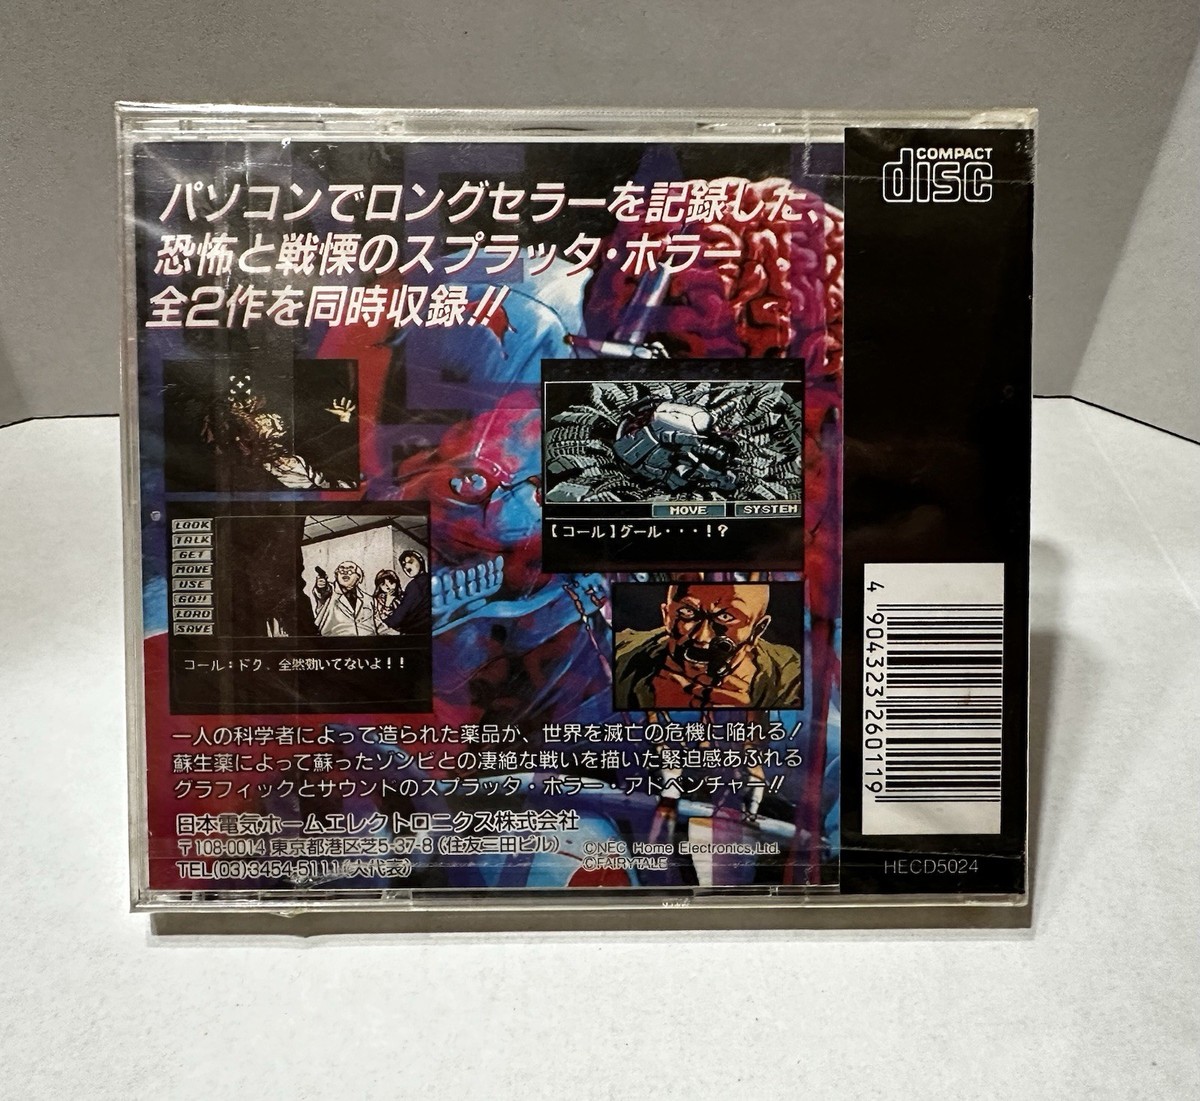 パソコンでロングセラーを記録した、
恐怖と戦慄のスプラッタ・ホラー
全2作を同時収録!!
COMPACT
disc
MOVE SYSTEM
【コール】グール・・・!?
LOOK
TALK
GET
MOVE
USE
GO!!
LOAD
SAVE
コール:ドク。全然効いてないよ!!
一人の科学者によって造られた薬品が、世界を滅亡の危機に陥れる!
蘇生薬によって蘇ったゾンビとの凄絶な戦いを描いた緊迫感あふれる
グラフィックとサウンドのスプラッタ・ホラー・アドベンチャー!!
日本電気ホームエレクトロニクス株式会社
〒108-0014 東京都港区芝5-37-8(住友三田ビル)
TEL(03)3454-5111(大代表)
©NEC Home Electronics,Ltd.
©FAIRYTALE
4 904323 260119
HECD5024